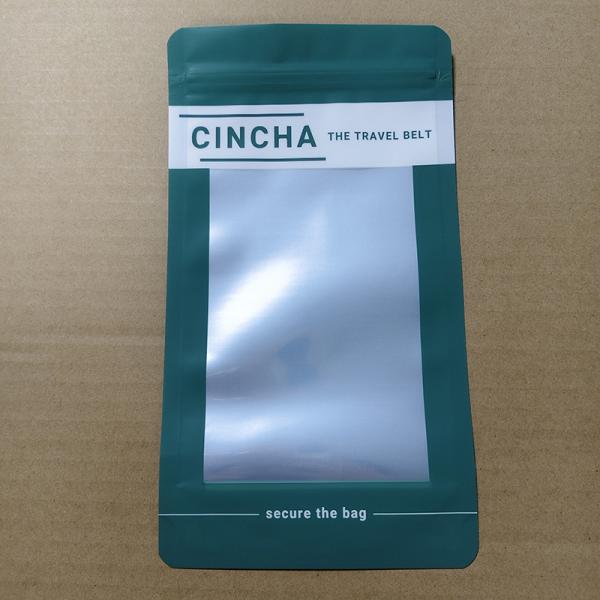 CINCHA THE TRAVEL BELT
secure the bag